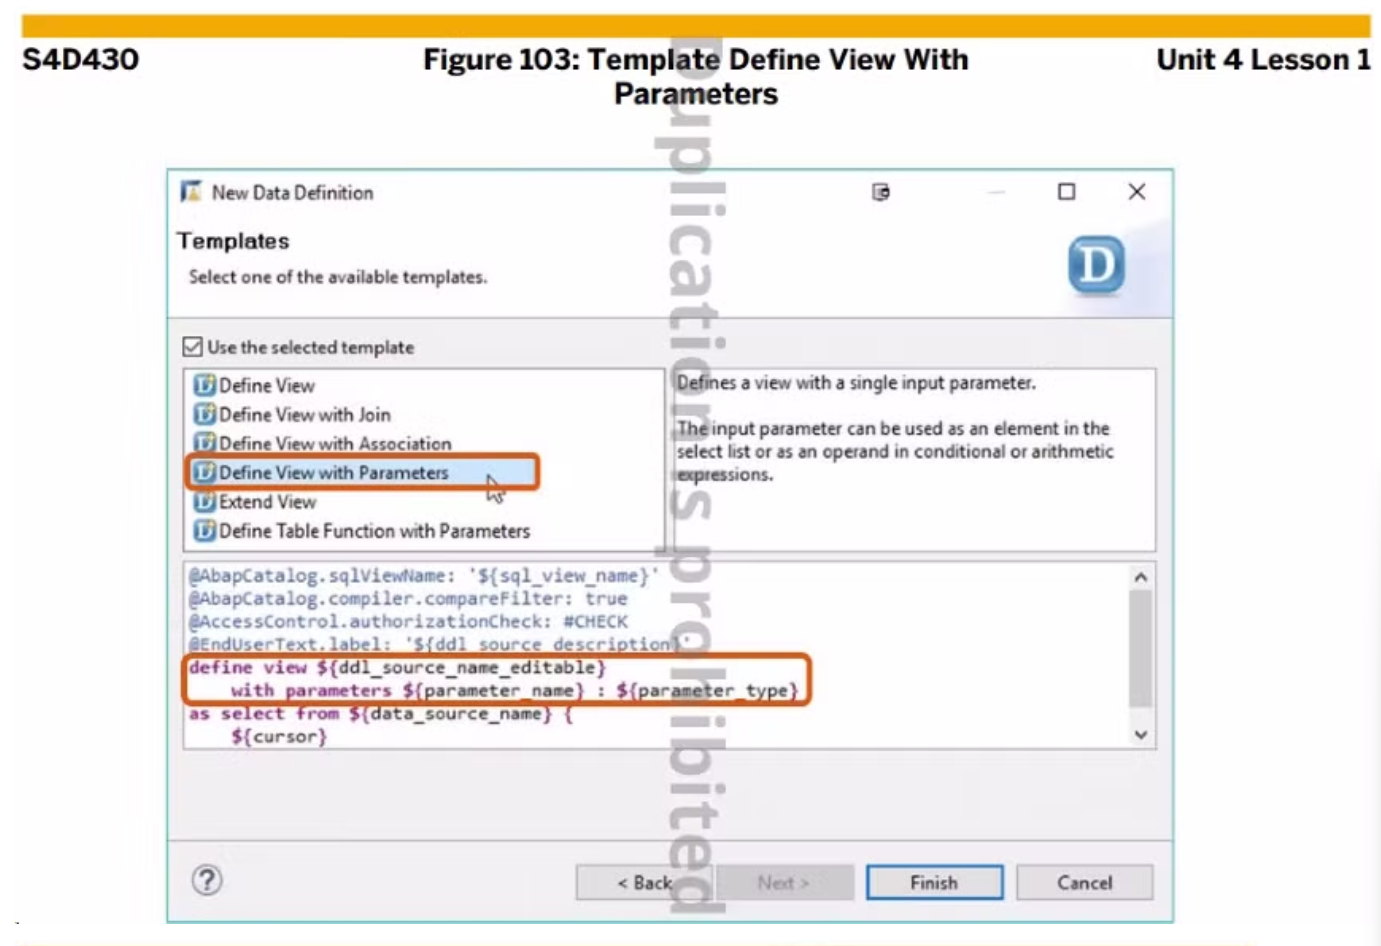 S4D430
Figure 103: Template Define View With
Parameters
Unit 4 Lesson 1
New Data Definition
Templates
Select one of the available templates.
Use the selected template
Define View
Define View with Join
Define View with Association
Define View with Parameters
Extend View
Define Table Function with Parameters
Defines a view with a single input parameter.
The input parameter can be used as an element in the
select list or as an operand in conditional or arithmetic
expressions.
@AbapCatalog.sqlViewName: '${sql_view_name}'
@AbapCatalog.compiler.compareFilter: true
@AccessControl.authorizationCheck: #CHECK
@EndUserText.label: '${ddl_source_description}'
define view ${ddl_source_name_editable}
with parameters ${parameter_name} : ${parameter_type}
as select from ${data_source_name} {
${cursor}
< Back
Next >
Finish
Cancel
Duplication is prohibited